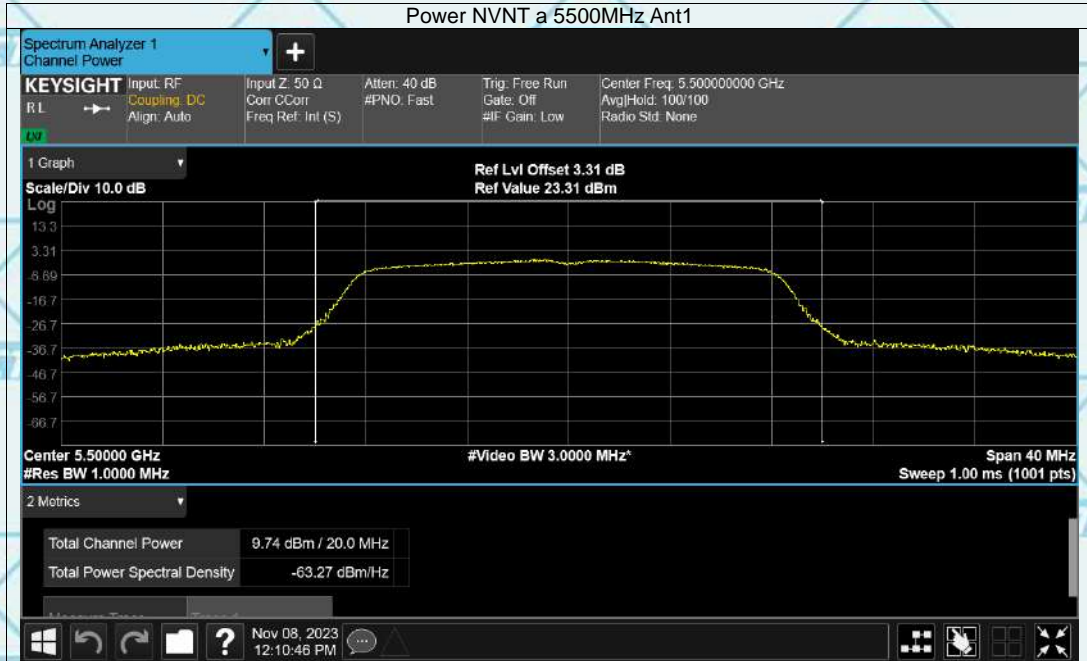 Power NVNT a 5500MHz Ant1
Spectrum Analyzer 1
Channel Power
KEYSIGHT
RL
LXI
Input: RF
Coupling: DC
Align: Auto
Input Z: 50 Ω
Corr CCorr
Freq Ref: Int (S)
Atten: 40 dB
#PNO: Fast
Trig: Free Run
Gate: Off
#IF Gain: Low
Center Freq: 5.500000000 GHz
Avg|Hold: 100/100
Radio Std: None
1 Graph
Scale/Div 10.0 dB
Ref Lvl Offset 3.31 dB
Ref Value 23.31 dBm
Log
13.3
3.31
-6.69
-16.7
-26.7
-36.7
-46.7
-56.7
-66.7
Center 5.50000 GHz
#Video BW 3.0000 MHz*
Span 40 MHz
#Res BW 1.0000 MHz
Sweep 1.00 ms (1001 pts)
2 Metrics
Total Channel Power 9.74 dBm / 20.0 MHz
Total Power Spectral Density -63.27 dBm/Hz
?
Nov 08, 2023
12:10:46 PM